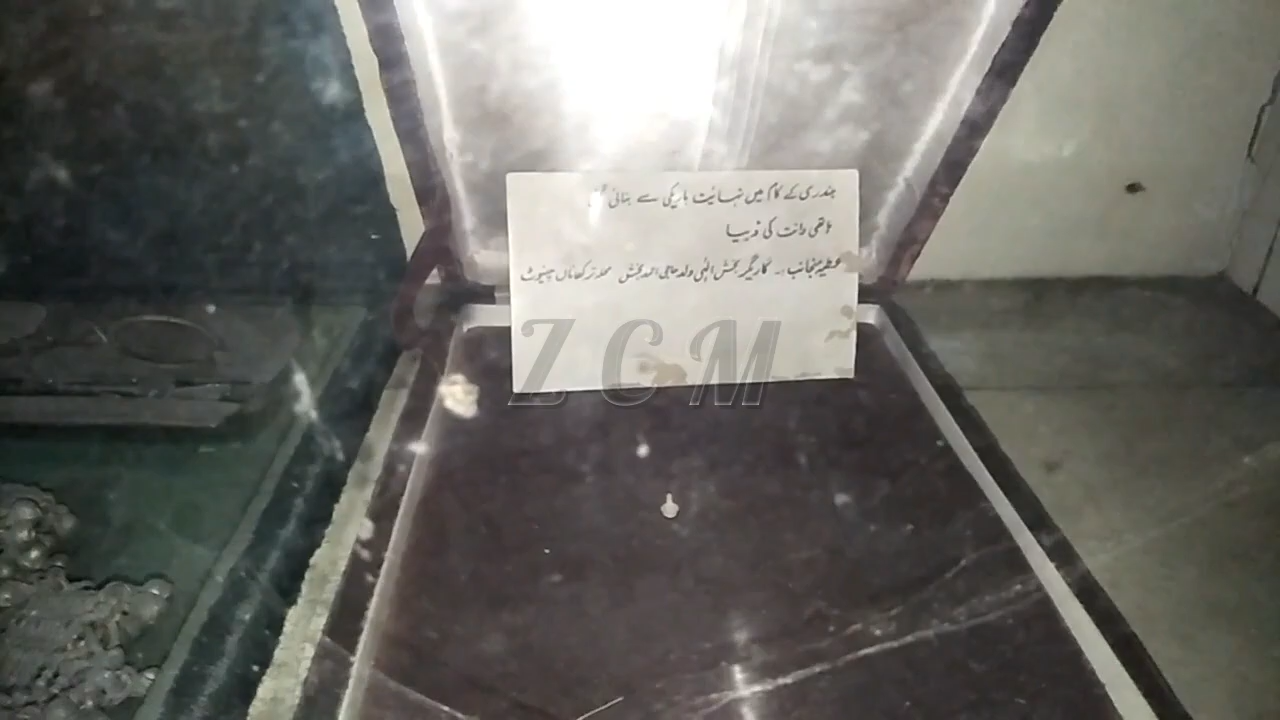 جندری کے کام میں نہائیت باریکی سے بنائی گئی
ہاتھی دانت کی ڈبیا
عطیہ منجانب :۔ کاریگر بخش الٰہی ولد حاجی احمد بخش محلہ ترکھاناں چنیوٹ
ZCM